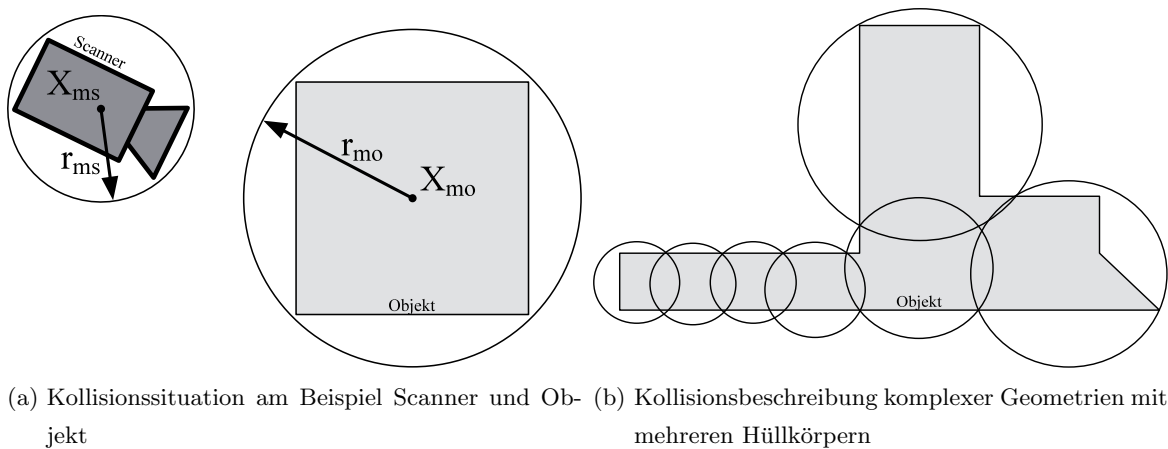 Scanner
X_ms
r_ms
r_mo
X_mo
Objekt
Objekt
(a) Kollisionssituation am Beispiel Scanner und Ob-
jekt
(b) Kollisionsbeschreibung komplexer Geometrien mit
mehreren Hüllkörpern